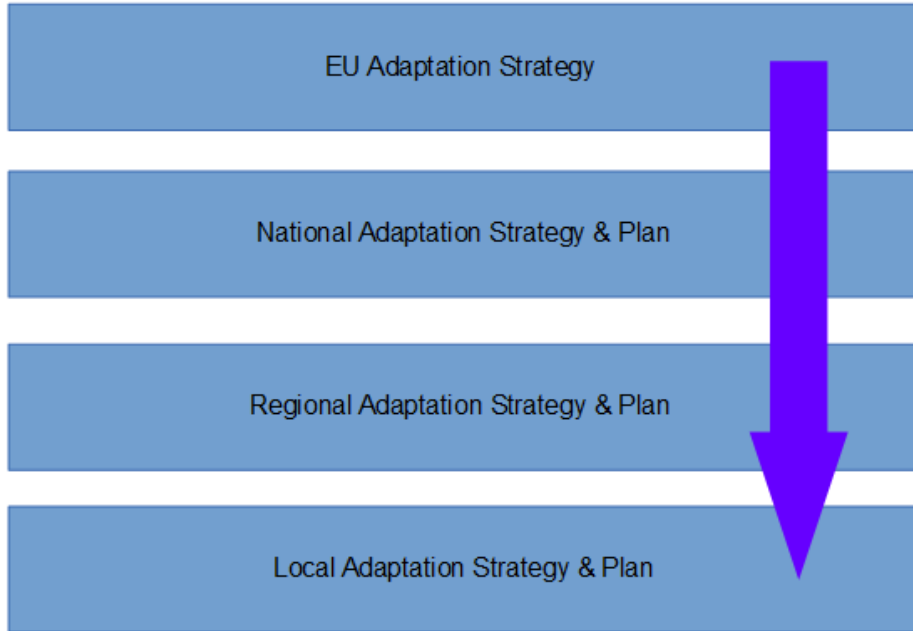 EU Adaptation Strategy
National Adaptation Strategy & Plan
Regional Adaptation Strategy & Plan
Local Adaptation Strategy & Plan